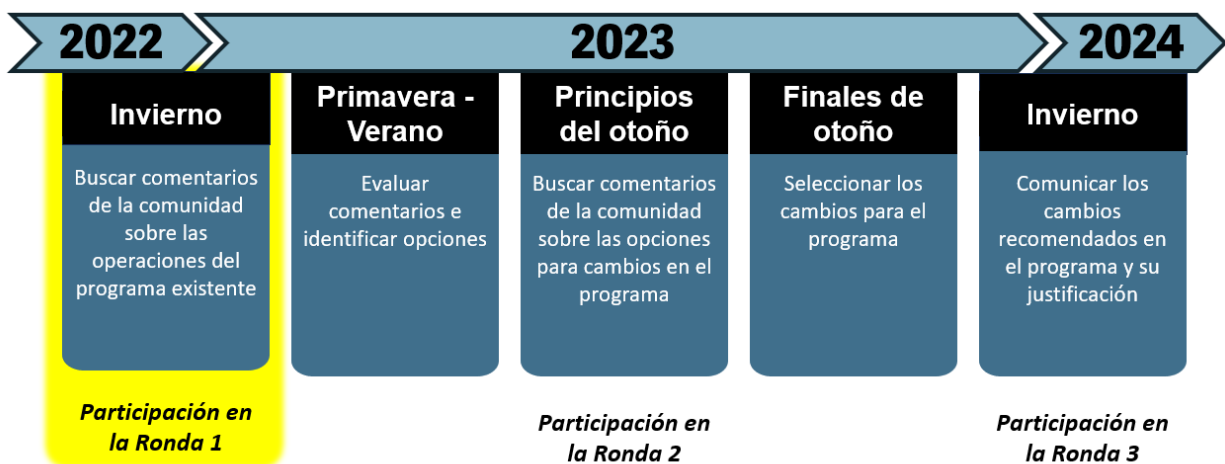 2022
2023
2024
Invierno
Buscar comentarios
de la comunidad
sobre las
operaciones del
programa existente
Participación en
la Ronda 1
Primavera -
Verano
Evaluar
comentarios e
identificar opciones
Principios
del otoño
Buscar comentarios
de la comunidad
sobre las opciones
para cambios en el
programa
Participación en
la Ronda 2
Finales de
otoño
Seleccionar los
cambios para el
programa
Invierno
Comunicar los
cambios
recomendados en
el programa y su
justificación
Participación en
la Ronda 3